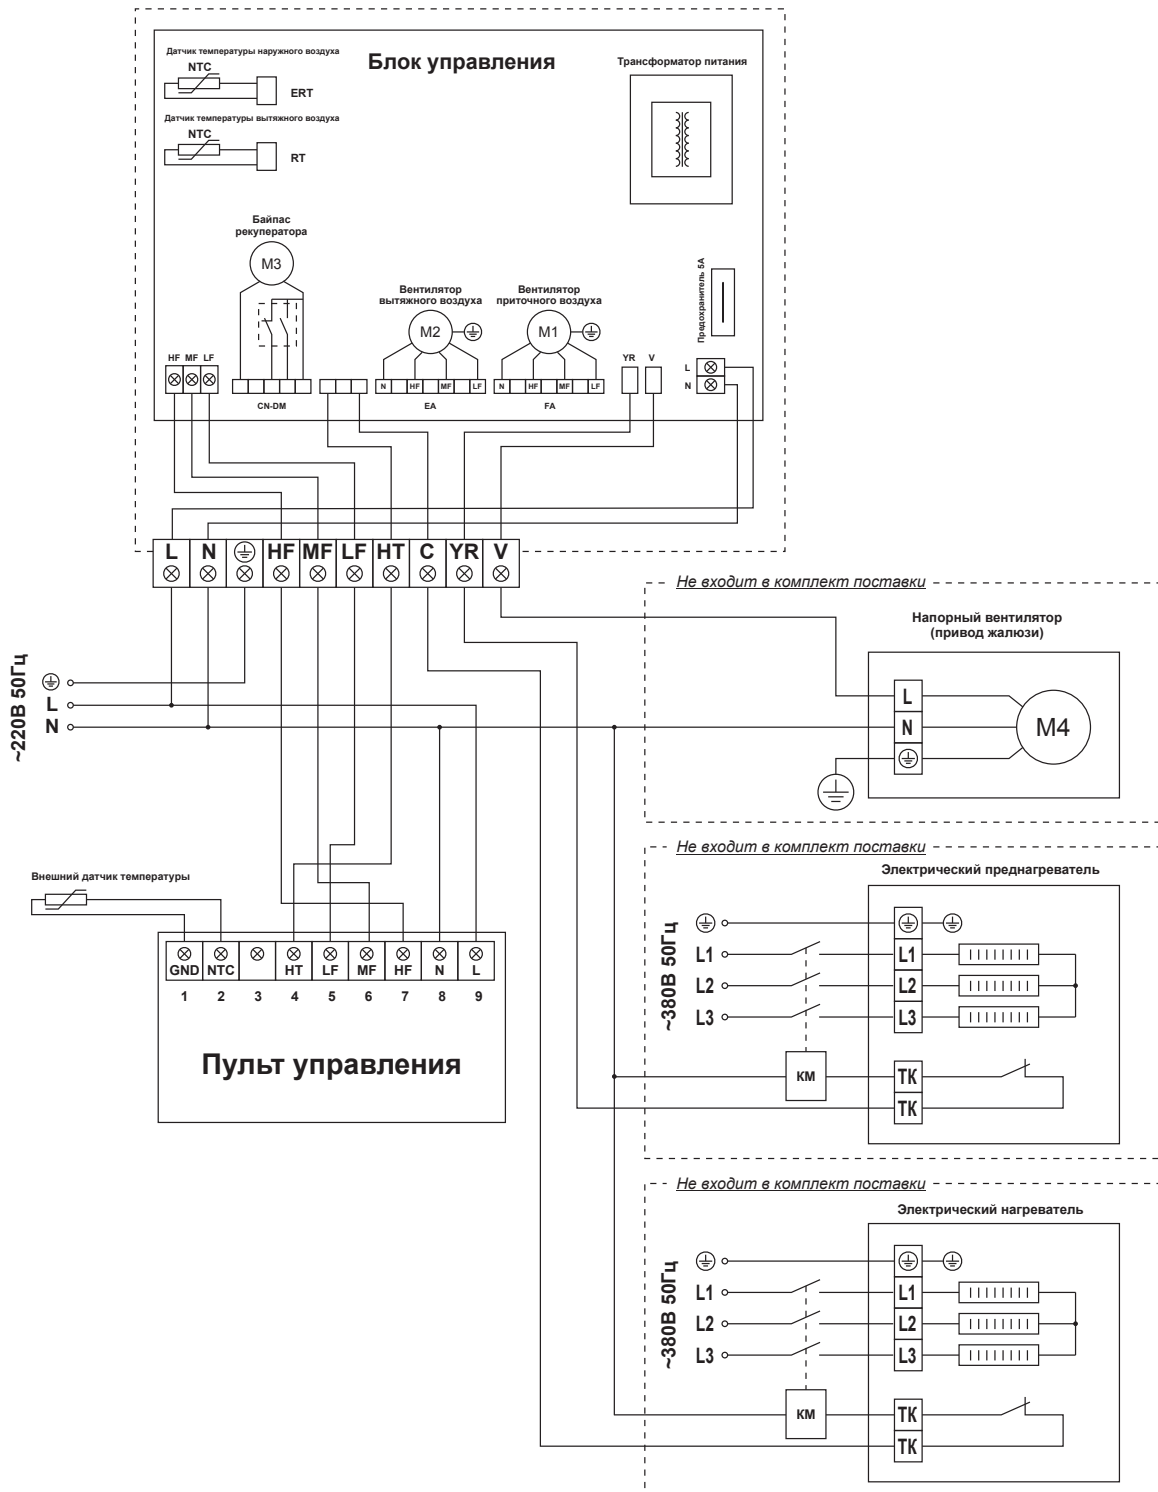 Датчик температуры наружного воздуха
NTC
ERT
Датчик температуры вытяжного воздуха
NTC
RT
Блок управления
Трансформатор питания
Байпас
рекуператора
M3
Вентилятор
вытяжного воздуха
M2
Вентилятор
приточного воздуха
M1
Предохранитель 5А
HF MF LF
CN-DM
N HF MF LF
EA
N HF MF LF
FA
YR V
L
N
L N HF MF LF HT C YR V
~220В 50Гц
L
N
Не входит в комплект поставки
Напорный вентилятор
(привод жалюзи)
L
N
M4
Не входит в комплект поставки
Электрический преднагреватель
~380В 50Гц
L1 L1
L2 L2
L3 L3
КМ
ТК
ТК
Внешний датчик температуры
GND NTC HT LF MF HF N L
1 2 3 4 5 6 7 8 9
Пульт управления
Не входит в комплект поставки
Электрический нагреватель
~380В 50Гц
L1 L1
L2 L2
L3 L3
КМ
ТК
ТК